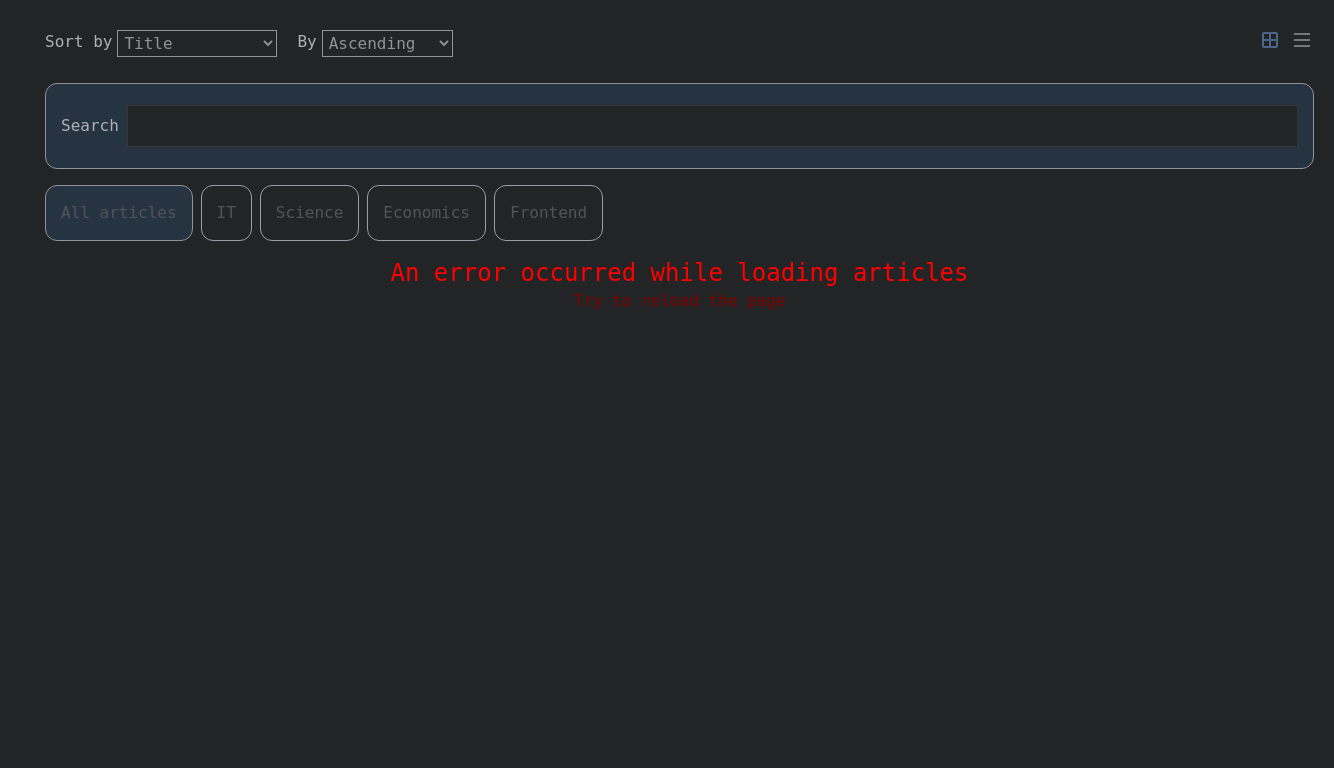 Sort by Title By Ascending
Search
All articles IT Science Economics Frontend
An error occurred while loading articles
Try to reload the page